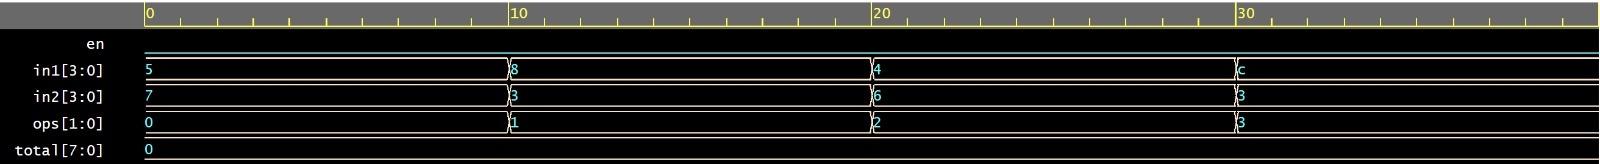 0 10 20 30
en
in1[3:0] 5 8 4 c
in2[3:0] 7 3 6 3
ops[1:0] 0 1 2 3
total[7:0] 0